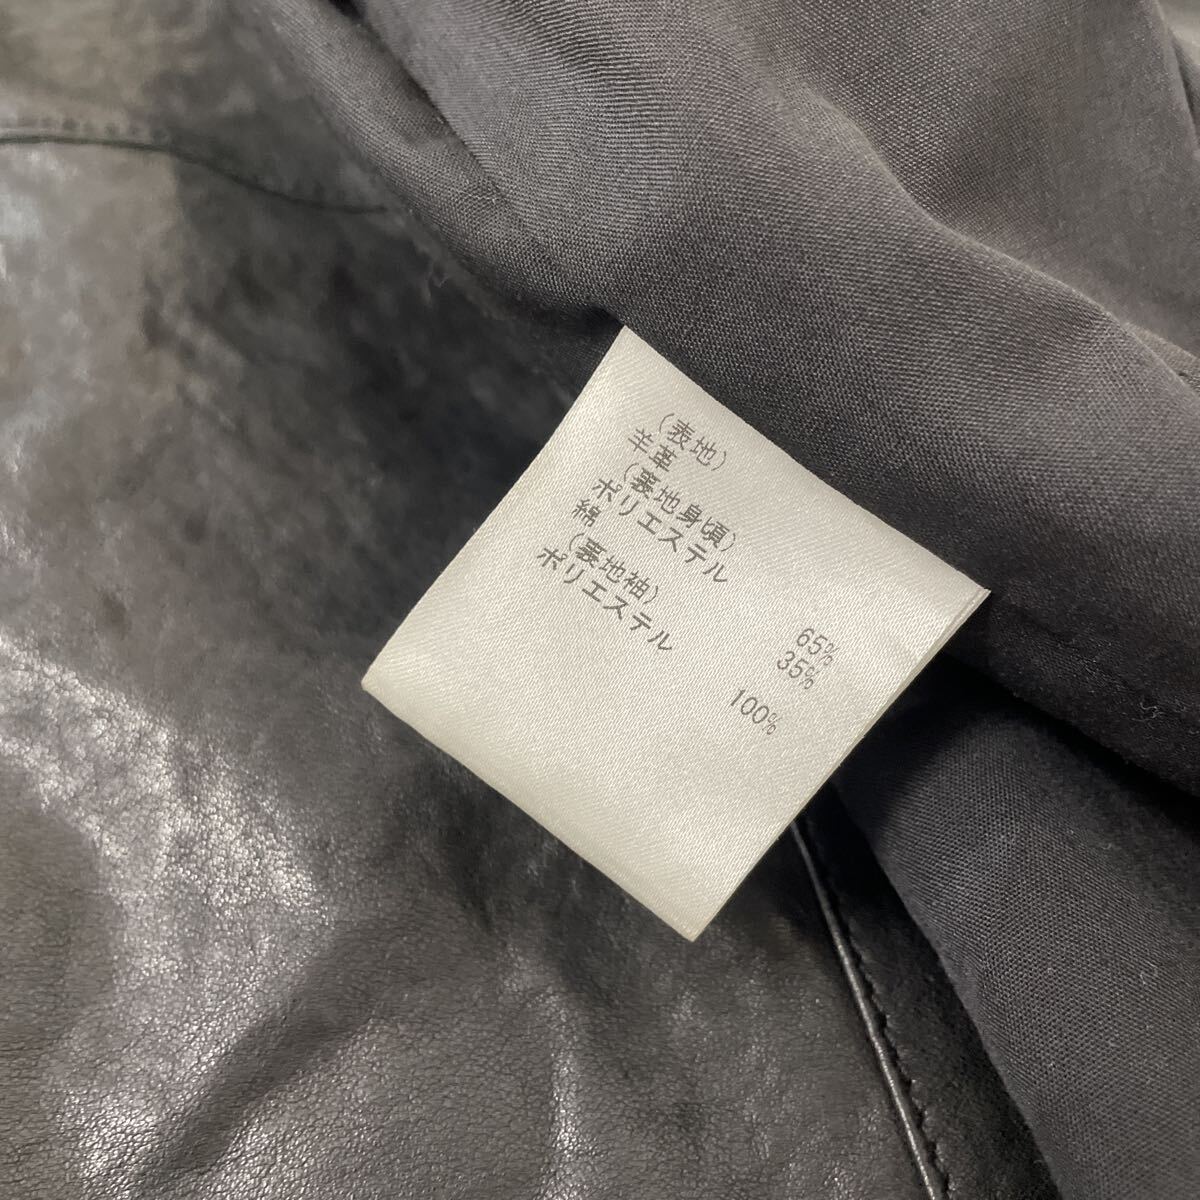 （表地）
羊革
（裏地身頃）
ポリエステル 65%
綿 35%
（裏地袖）
ポリエステル 100%